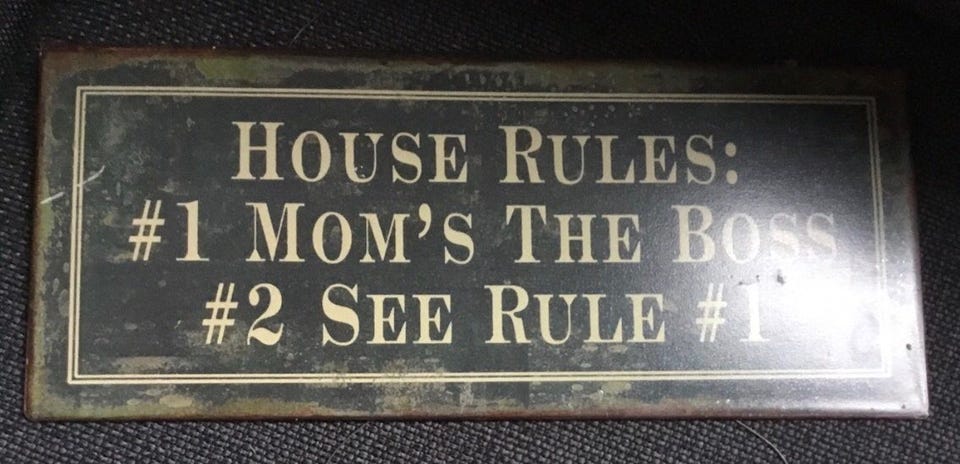 HOUSE RULES:
#1 MOM'S THE BOSS
#2 SEE RULE #1